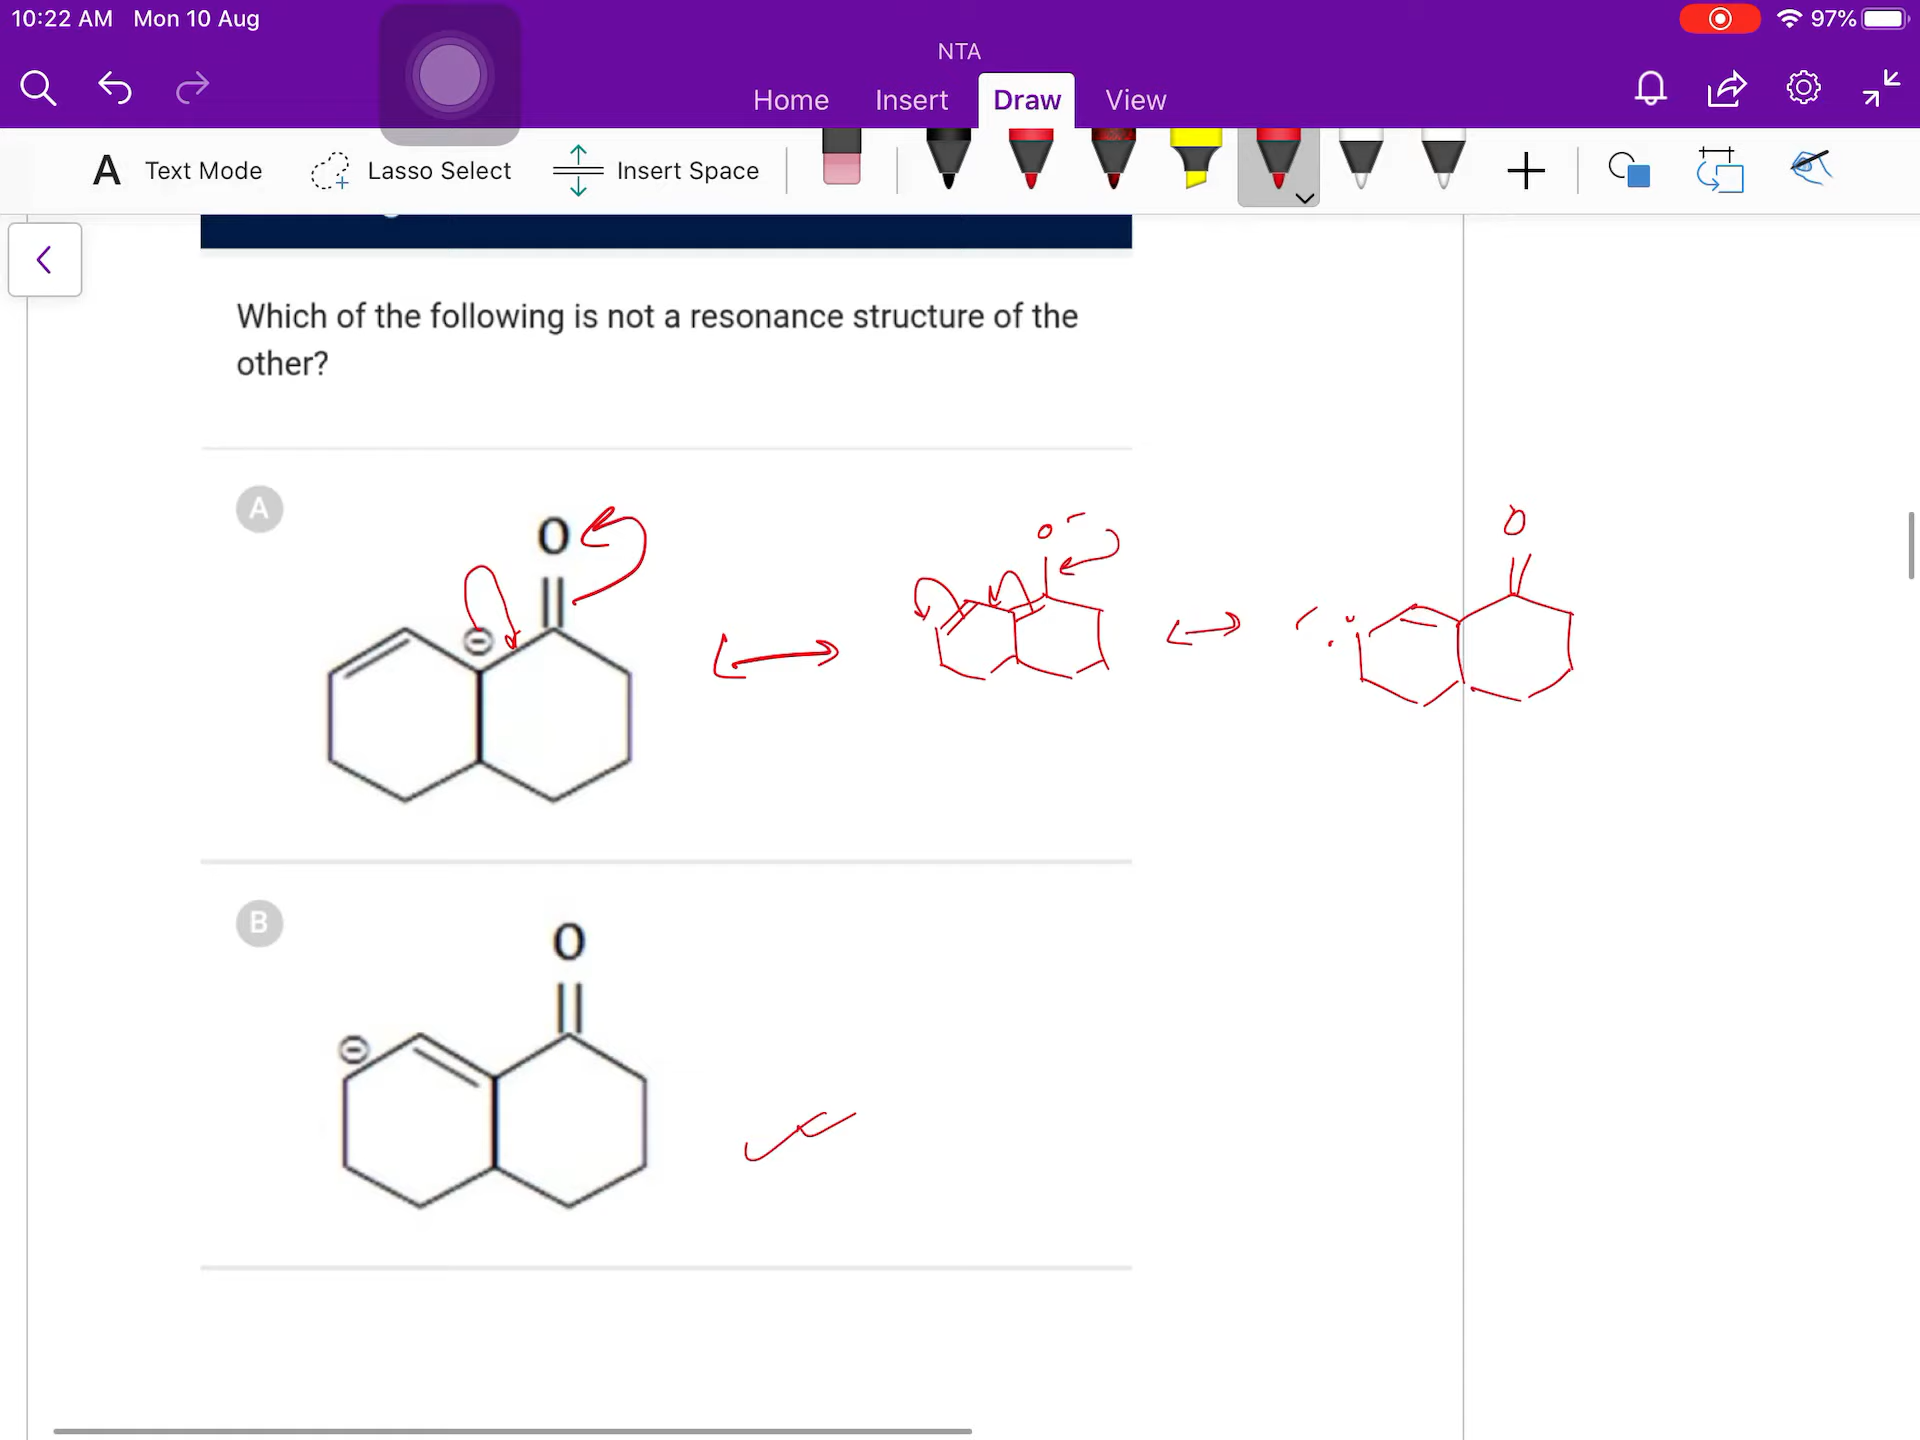 10:22 AM Mon 10 Aug
97%
NTA
Home Insert Draw View
A Text Mode Lasso Select Insert Space
Which of the following is not a resonance structure of the
other?
A
O
⊖
O⁻
O
B
O
⊖